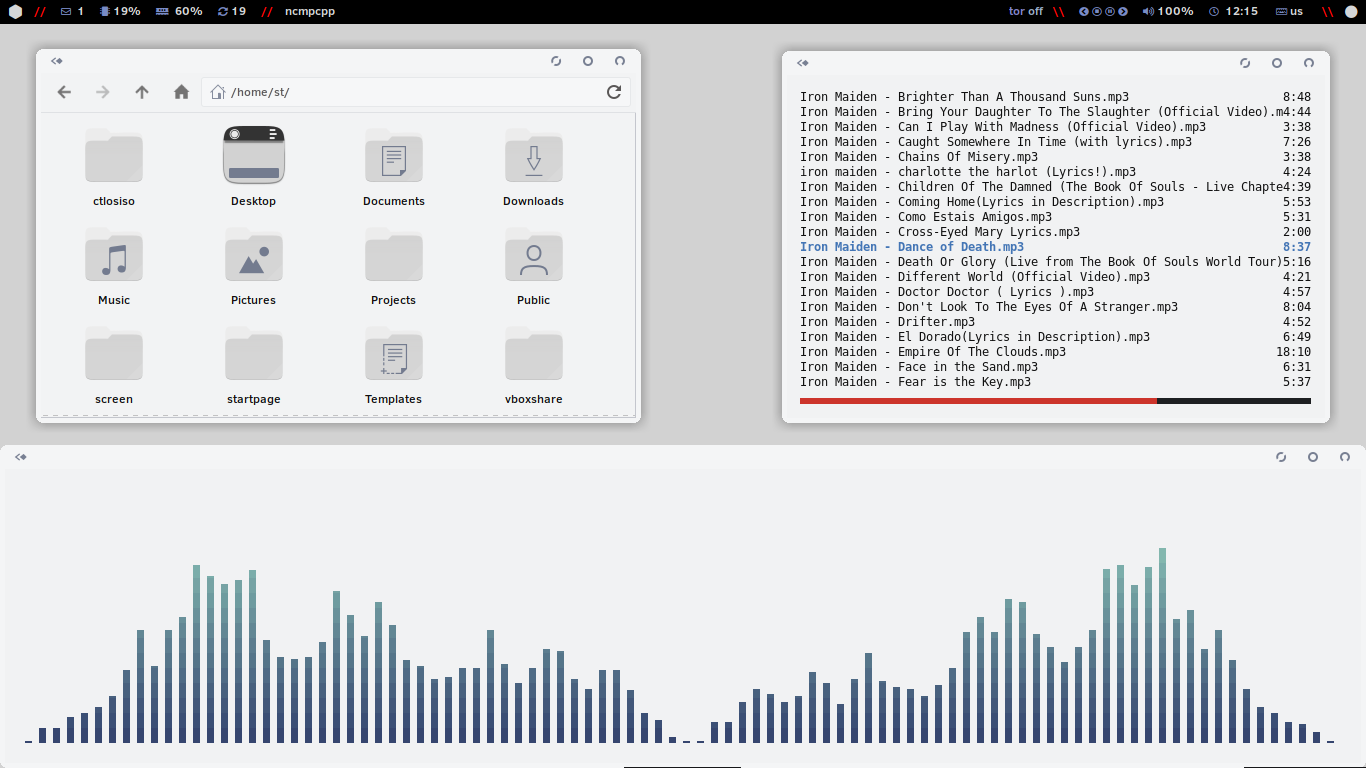 // 1 19% 60% 19 // ncmpcpp tor off \\ 100% 12:15 us \\
/home/st/
ctlosiso Desktop Documents Downloads
Music Pictures Projects Public
screen startpage Templates vboxshare
Iron Maiden - Brighter Than A Thousand Suns.mp3 8:48
Iron Maiden - Bring Your Daughter To The Slaughter (Official Video).m4:44
Iron Maiden - Can I Play With Madness (Official Video).mp3 3:38
Iron Maiden - Caught Somewhere In Time (with lyrics).mp3 7:26
Iron Maiden - Chains Of Misery.mp3 3:38
iron maiden - charlotte the harlot (Lyrics!).mp3 4:24
Iron Maiden - Children Of The Damned (The Book Of Souls - Live Chapte4:39
Iron Maiden - Coming Home(Lyrics in Description).mp3 5:53
Iron Maiden - Como Estais Amigos.mp3 5:31
Iron Maiden - Cross-Eyed Mary Lyrics.mp3 2:00
Iron Maiden - Dance of Death.mp3 8:37
Iron Maiden - Death Or Glory (Live from The Book Of Souls World Tour)5:16
Iron Maiden - Different World (Official Video).mp3 4:21
Iron Maiden - Doctor Doctor ( Lyrics ).mp3 4:57
Iron Maiden - Don't Look To The Eyes Of A Stranger.mp3 8:04
Iron Maiden - Drifter.mp3 4:52
Iron Maiden - El Dorado(Lyrics in Description).mp3 6:49
Iron Maiden - Empire Of The Clouds.mp3 18:10
Iron Maiden - Face in the Sand.mp3 6:31
Iron Maiden - Fear is the Key.mp3 5:37